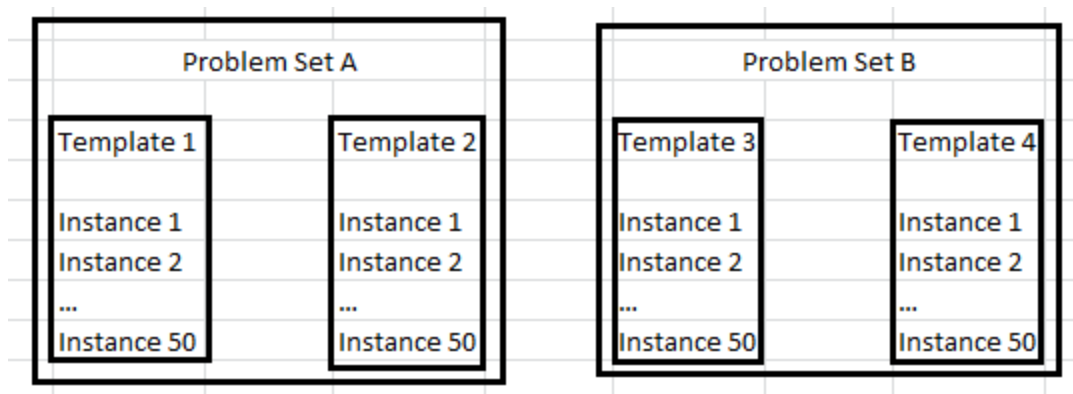 Problem Set A
Template 1
Instance 1
Instance 2
...
Instance 50
Template 2
Instance 1
Instance 2
...
Instance 50
Problem Set B
Template 3
Instance 1
Instance 2
...
Instance 50
Template 4
Instance 1
Instance 2
...
Instance 50